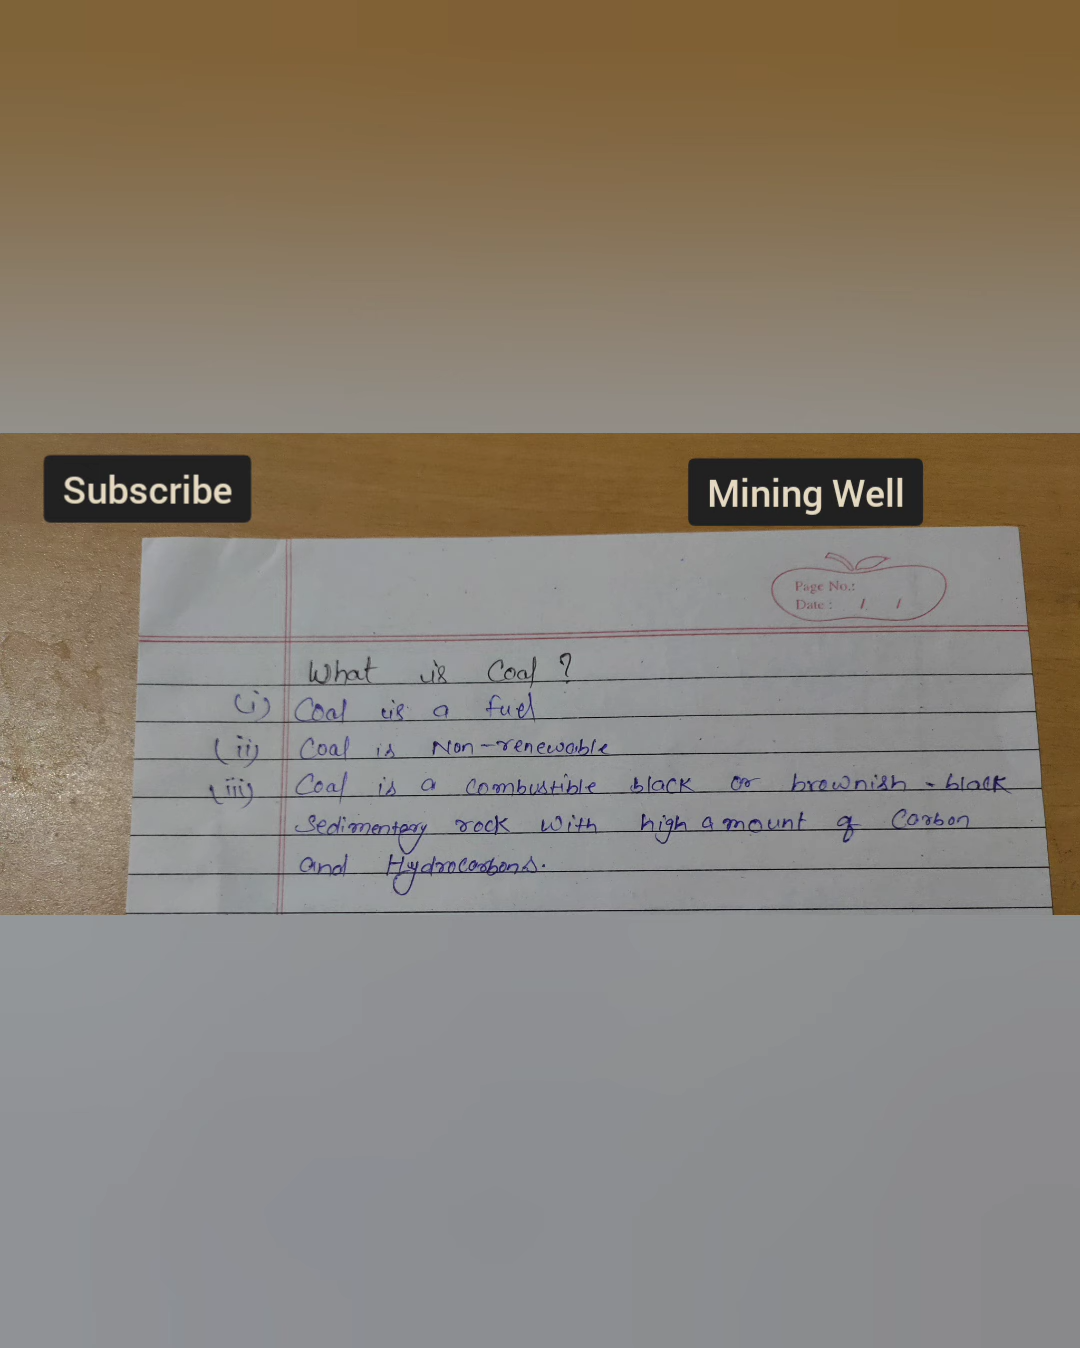 Subscribe
Mining Well
Page No.:
Date : / /
What is Coal ?
(i) Coal is a fuel
(ii) Coal is Non-renewable
(iii) Coal is a combustible black or brownish - black
Sedimentary rock with high amount of Carbon
and Hydrocarbons.